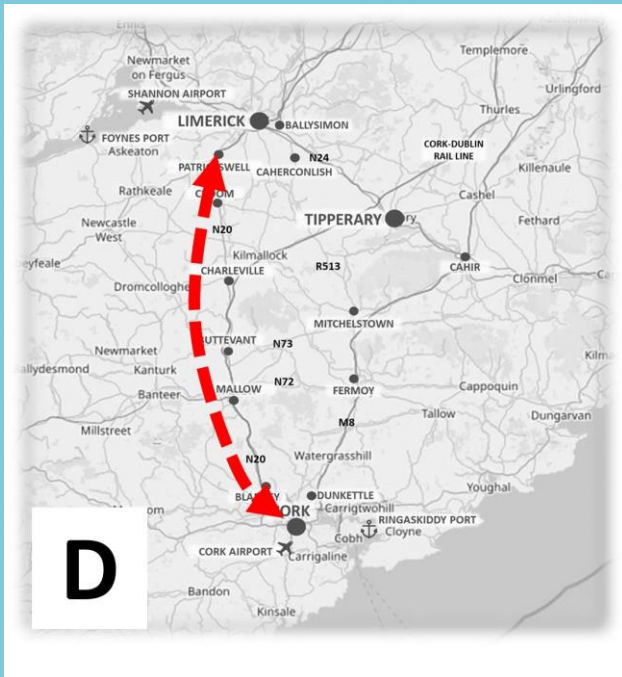 Ennis
Templemore
Newmarket
on Fergus
Urlingford
SHANNON AIRPORT
Thurles
LIMERICK
BALLYSIMON
FOYNES PORT
Askeaton
CORK-DUBLIN
RAIL LINE
N24
CAHERCONLISH
Killenaule
Rathkeale
Cashel
TIPPERARY
Newcastle
West
Fethard
N20
Kilmallock
R513
CAHIR
CHARLEVILLE
Clonmel
Dromcollogher
MITCHELSTOWN
Newmarket
N73
Kanturk
N72
MALLOW
FERMOY
Banteer
Cappoquin
Tallow
Dungarvan
Millstreet
M8
N20
Watergrasshill
Youghal
DUNKETTLE
Carrigtwohill
RINGASKIDDY PORT
Cloyne
Cobh
CORK AIRPORT
Carrigaline
D
Bandon
Kinsale